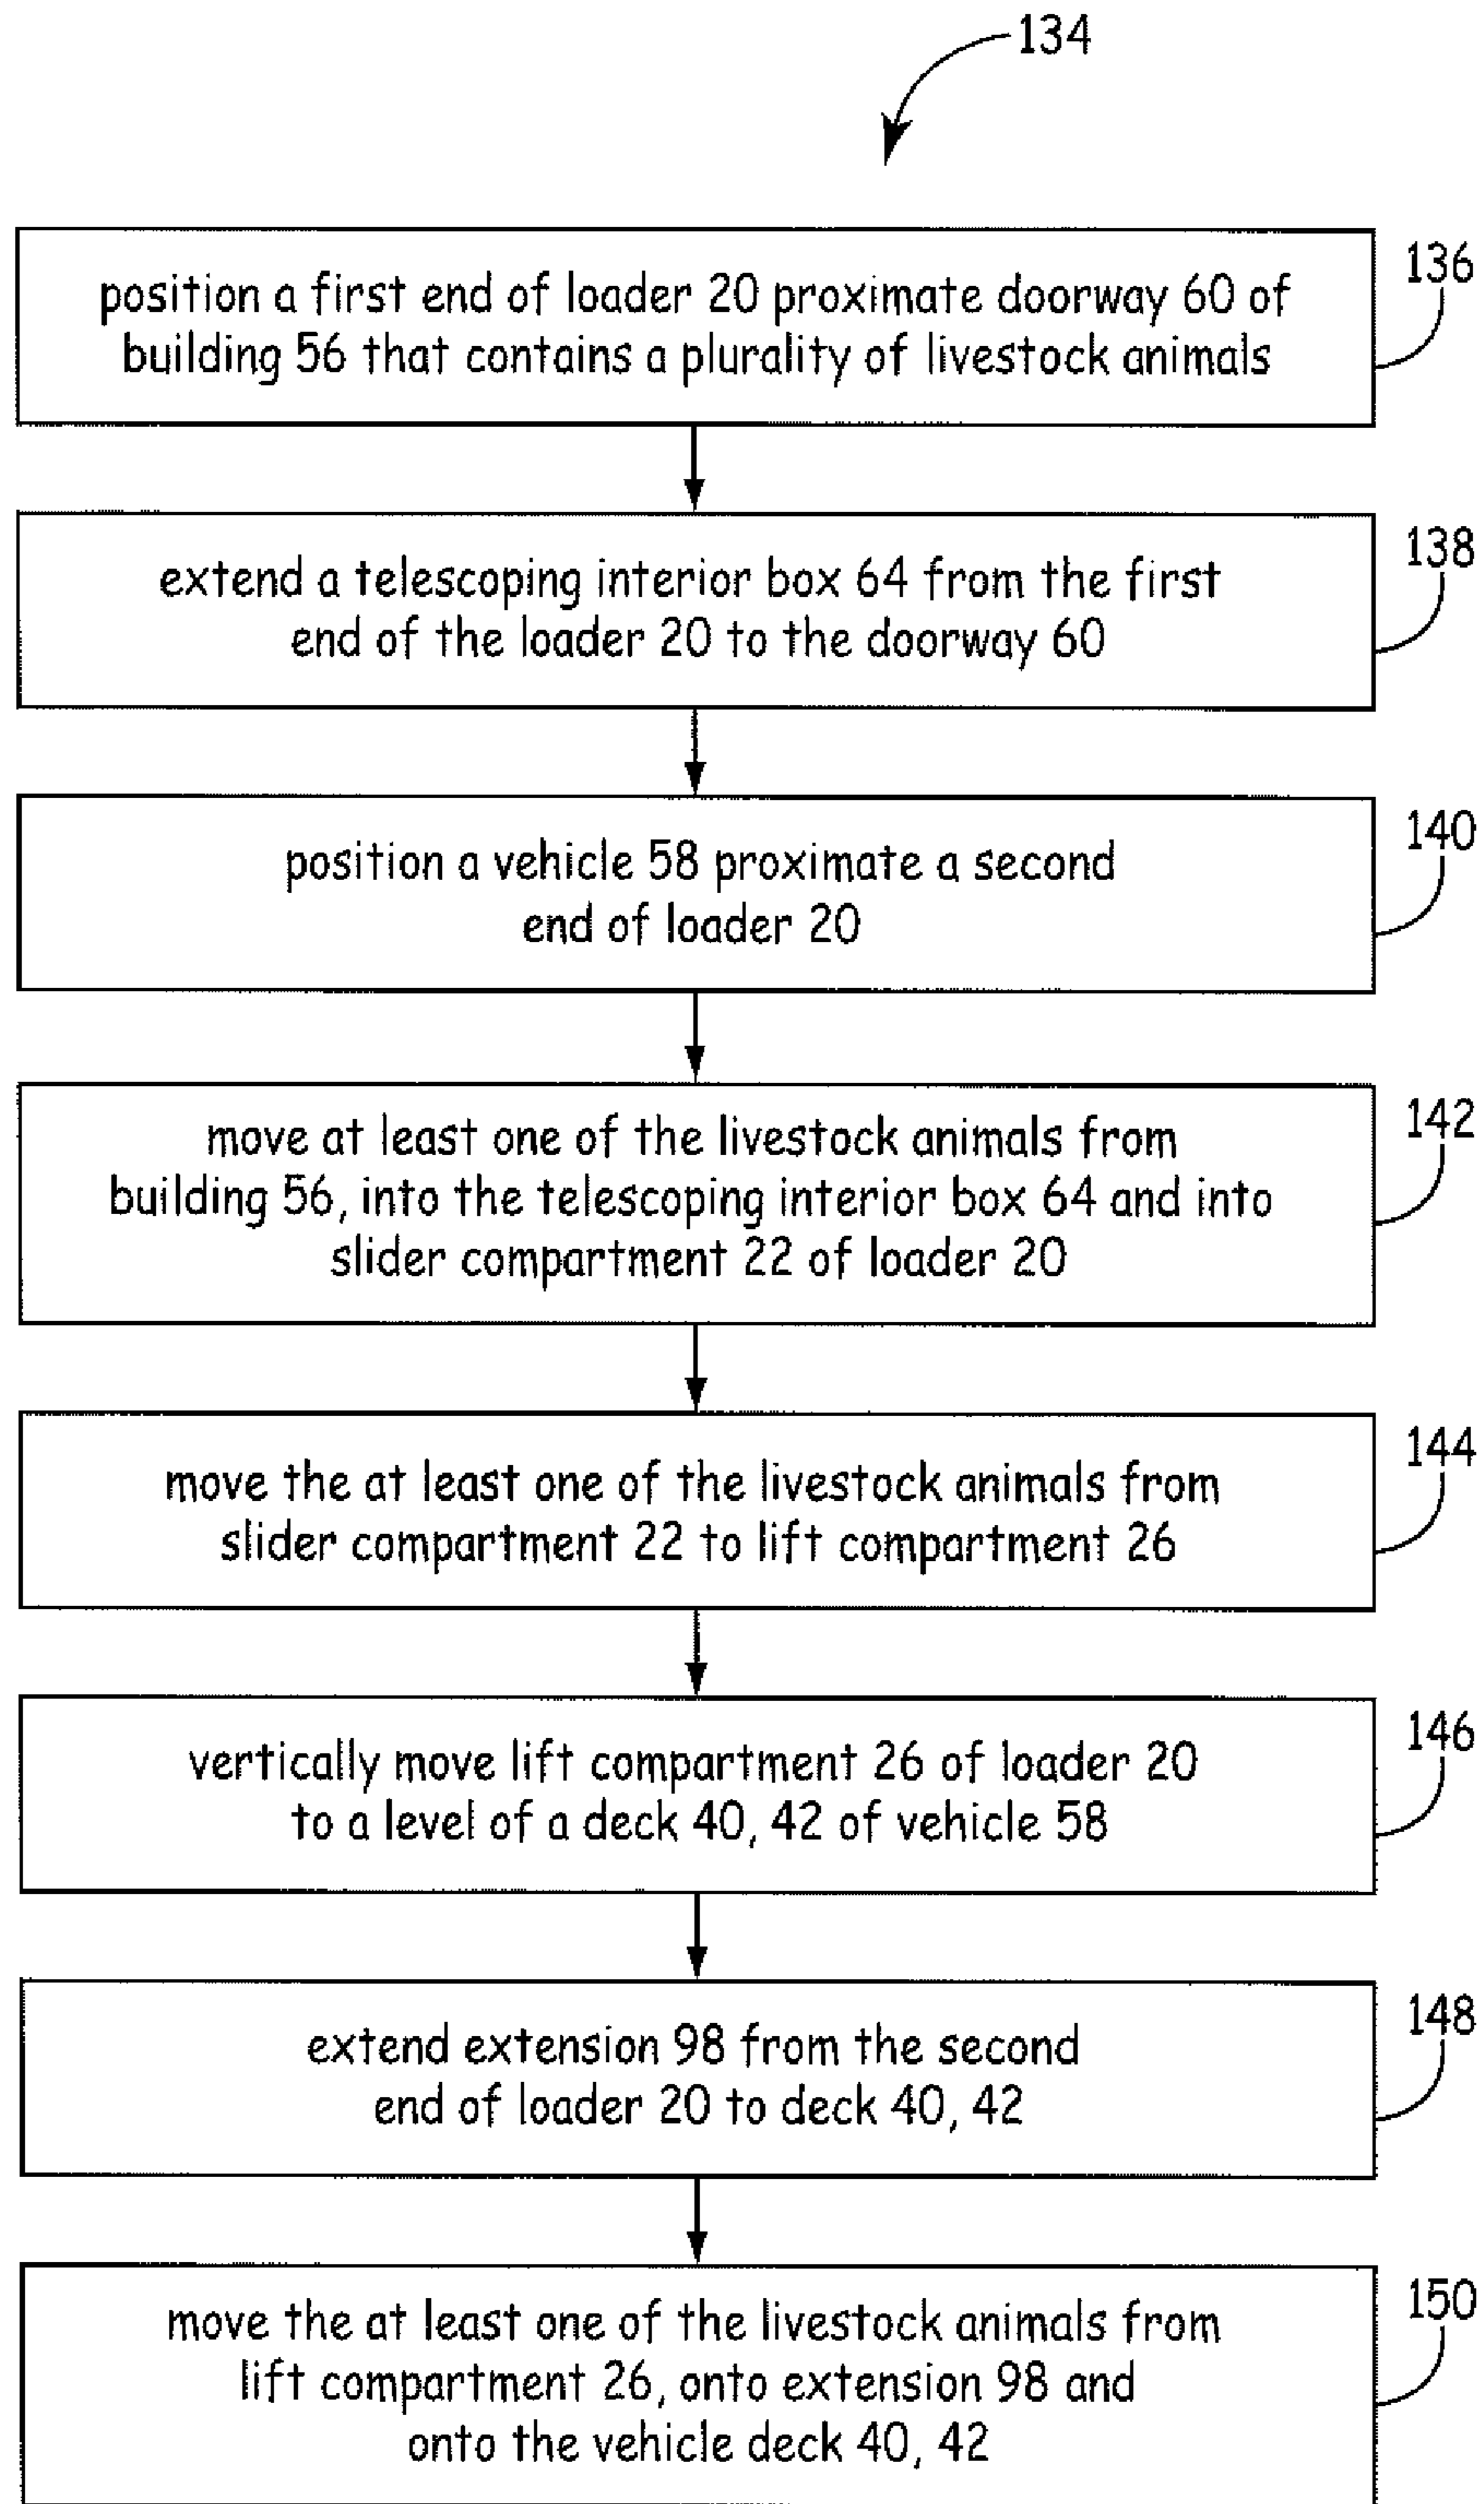 134
136
position a first end of loader 20 proximate doorway 60 of
building 56 that contains a plurality of livestock animals
138
extend a telescoping interior box 64 from the first
end of the loader 20 to the doorway 60
140
position a vehicle 58 proximate a second
end of loader 20
142
move at least one of the livestock animals from
building 56, into the telescoping interior box 64 and into
slider compartment 22 of loader 20
144
move the at least one of the livestock animals from
slider compartment 22 to lift compartment 26
146
vertically move lift compartment 26 of loader 20
to a level of a deck 40, 42 of vehicle 58
148
extend extension 98 from the second
end of loader 20 to deck 40, 42
150
move the at least one of the livestock animals from
lift compartment 26, onto extension 98 and
onto the vehicle deck 40, 42